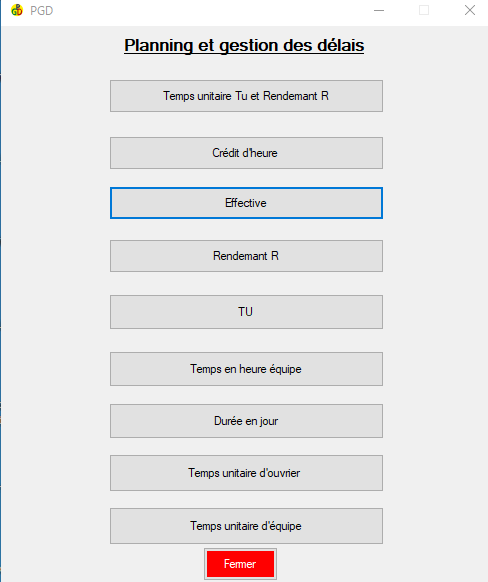 PGD
Planning et gestion des délais
Temps unitaire Tu et Rendemant R
Crédit d'heure
Effective
Rendemant R
TU
Temps en heure équipe
Durée en jour
Temps unitaire d'ouvrier
Temps unitaire d'équipe
Fermer